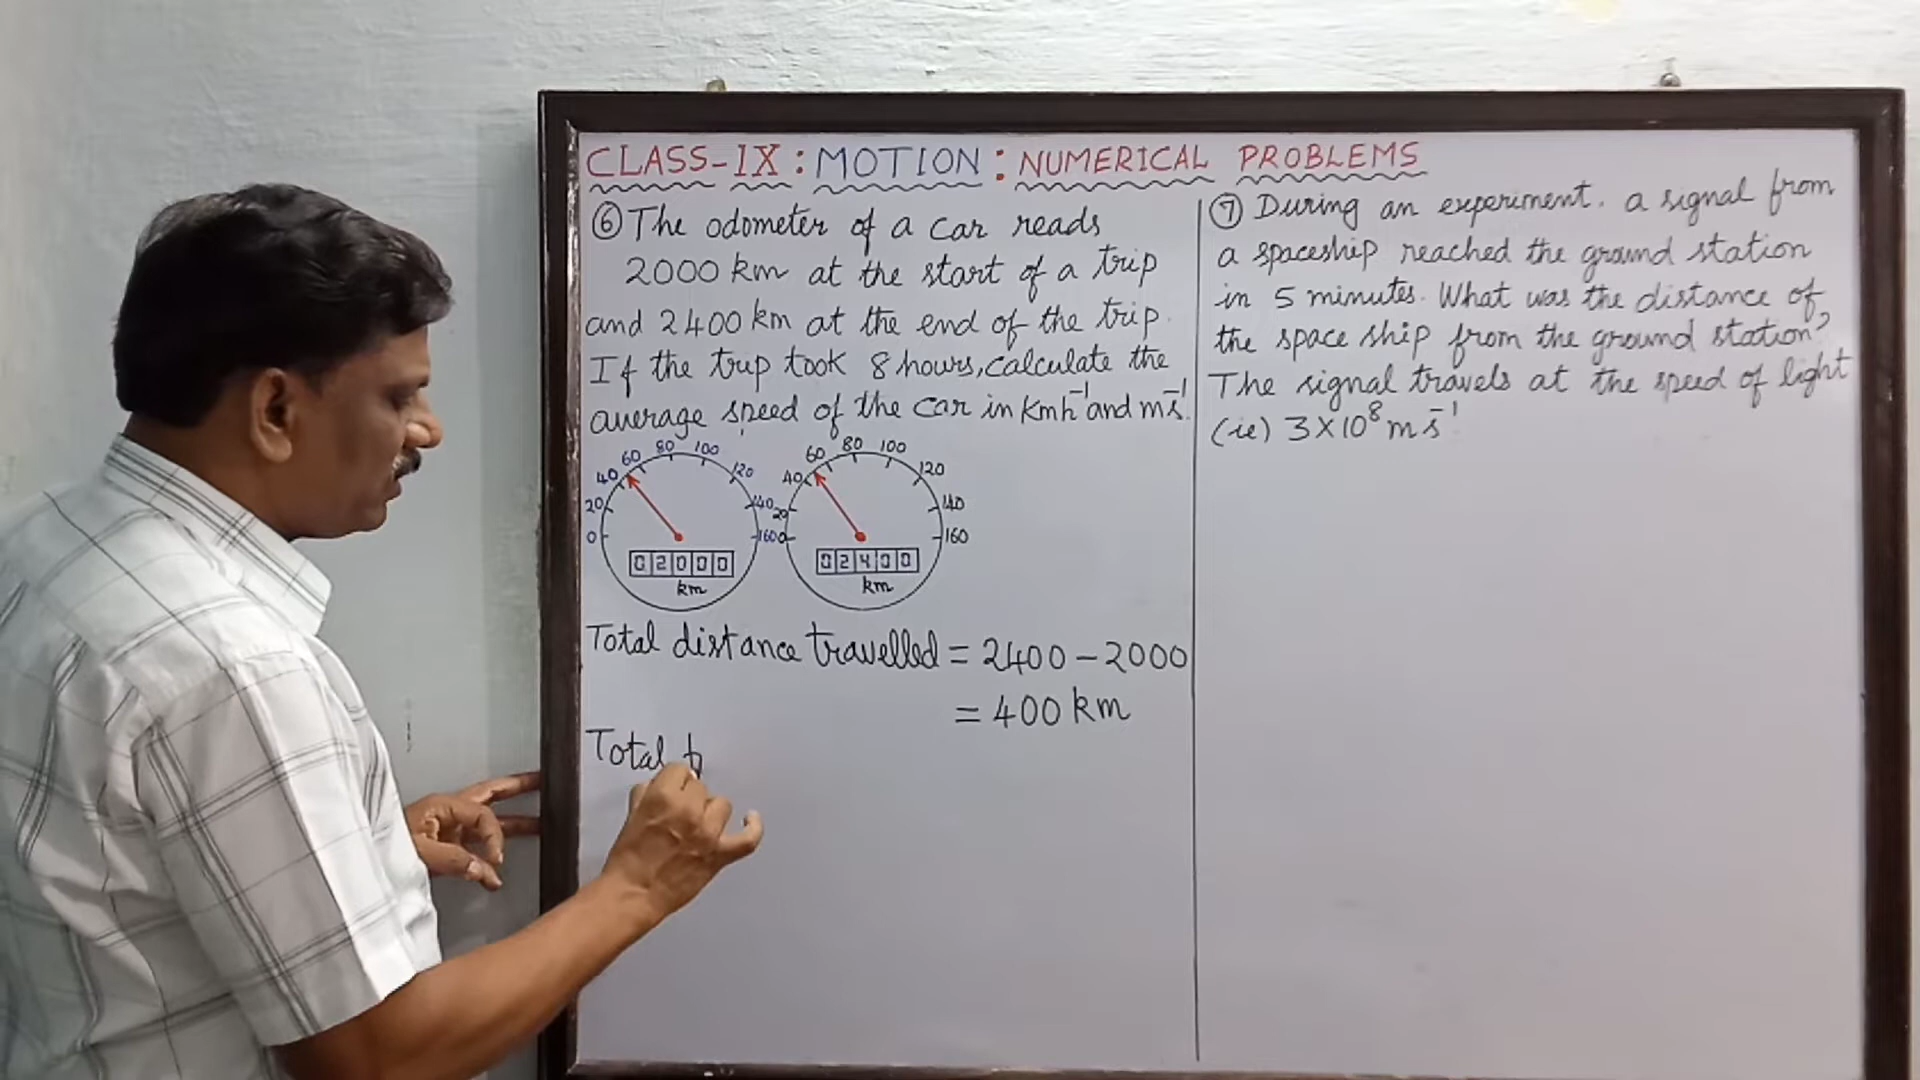 CLASS-IX : MOTION : NUMERICAL PROBLEMS
⑥ The odometer of a car reads
2000 km at the start of a trip
and 2400 km at the end of the trip.
If the trip took 8 hours, calculate the
average speed of the car in Kmh⁻¹ and ms⁻¹.
0 20 40 60 80 100 120 140 160
02000
km
0 20 40 60 80 100 120 140 160
02400
km
Total distance travelled = 2400 – 2000
= 400 km
Total t
⑦ During an experiment. a signal from
a spaceship reached the ground station
in 5 minutes. What was the distance of
the space ship from the ground station?
The signal travels at the speed of light
(ie) 3×10⁸ m s⁻¹